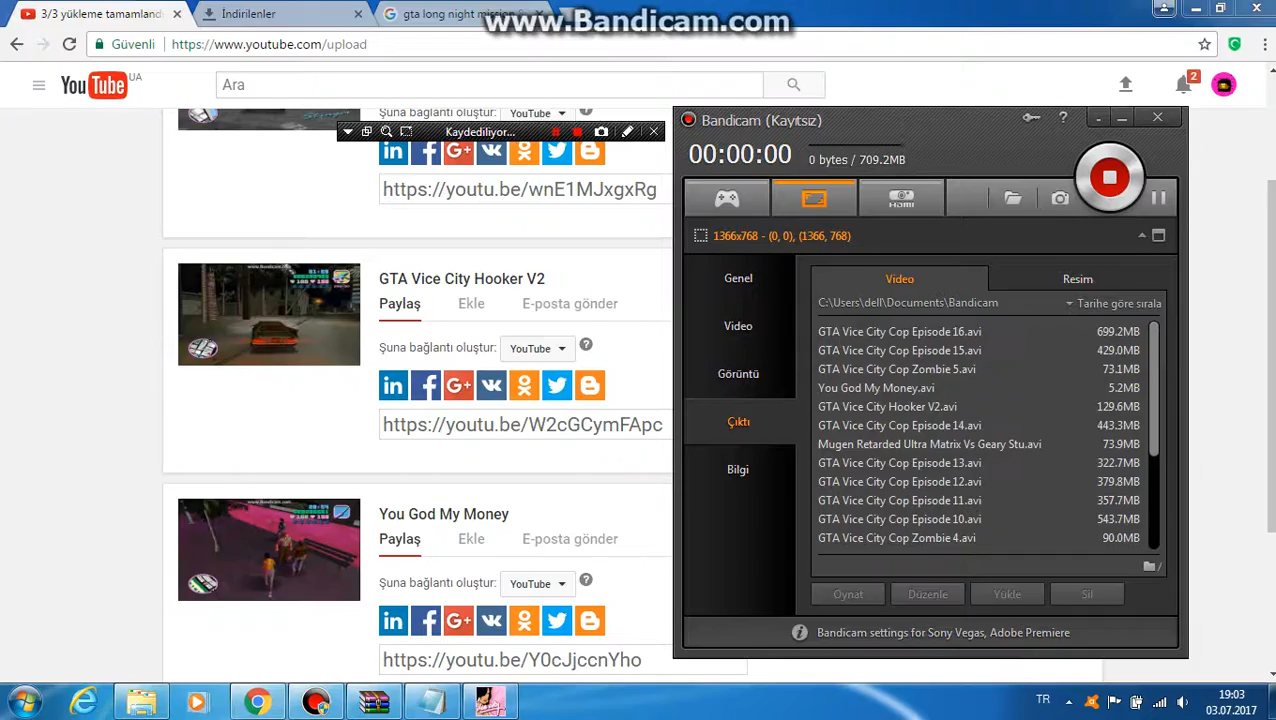 www.Bandicam.com
3/3 yükleme tamamland
İndirilenler
gta long night mission
Güvenli
https://www.youtube.com/upload
YouTube UA
Ara
2
Şuna bağlantı oluştur: YouTube
https://youtu.be/wnE1MJxgxRg
GTA Vice City Hooker V2
Paylaş Ekle E-posta gönder
Şuna bağlantı oluştur: YouTube
https://youtu.be/W2cGCymFApc
You God My Money
Paylaş Ekle E-posta gönder
Şuna bağlantı oluştur: YouTube
https://youtu.be/Y0cJjccnYho
Kaydediliyor...
Bandicam (Kayıtsız)
00:00:00
0 bytes / 709.2MB
HDMI
1366x768 - (0, 0), (1366, 768)
Genel
Video
Görüntü
Çıktı
Bilgi
Video Resim
C:\Users\dell\Documents\Bandicam Tarihe göre sırala
GTA Vice City Cop Episode 16.avi 699.2MB
GTA Vice City Cop Episode 15.avi 429.0MB
GTA Vice City Cop Zombie 5.avi 73.1MB
You God My Money.avi 5.2MB
GTA Vice City Hooker V2.avi 129.6MB
GTA Vice City Cop Episode 14.avi 443.3MB
Mugen Retarded Ultra Matrix Vs Geary Stu.avi 73.9MB
GTA Vice City Cop Episode 13.avi 322.7MB
GTA Vice City Cop Episode 12.avi 379.8MB
GTA Vice City Cop Episode 11.avi 357.7MB
GTA Vice City Cop Episode 10.avi 543.7MB
GTA Vice City Cop Zombie 4.avi 90.0MB
Oynat Düzenle Yükle Sil
Bandicam settings for Sony Vegas, Adobe Premiere
TR
19:03
03.07.2017